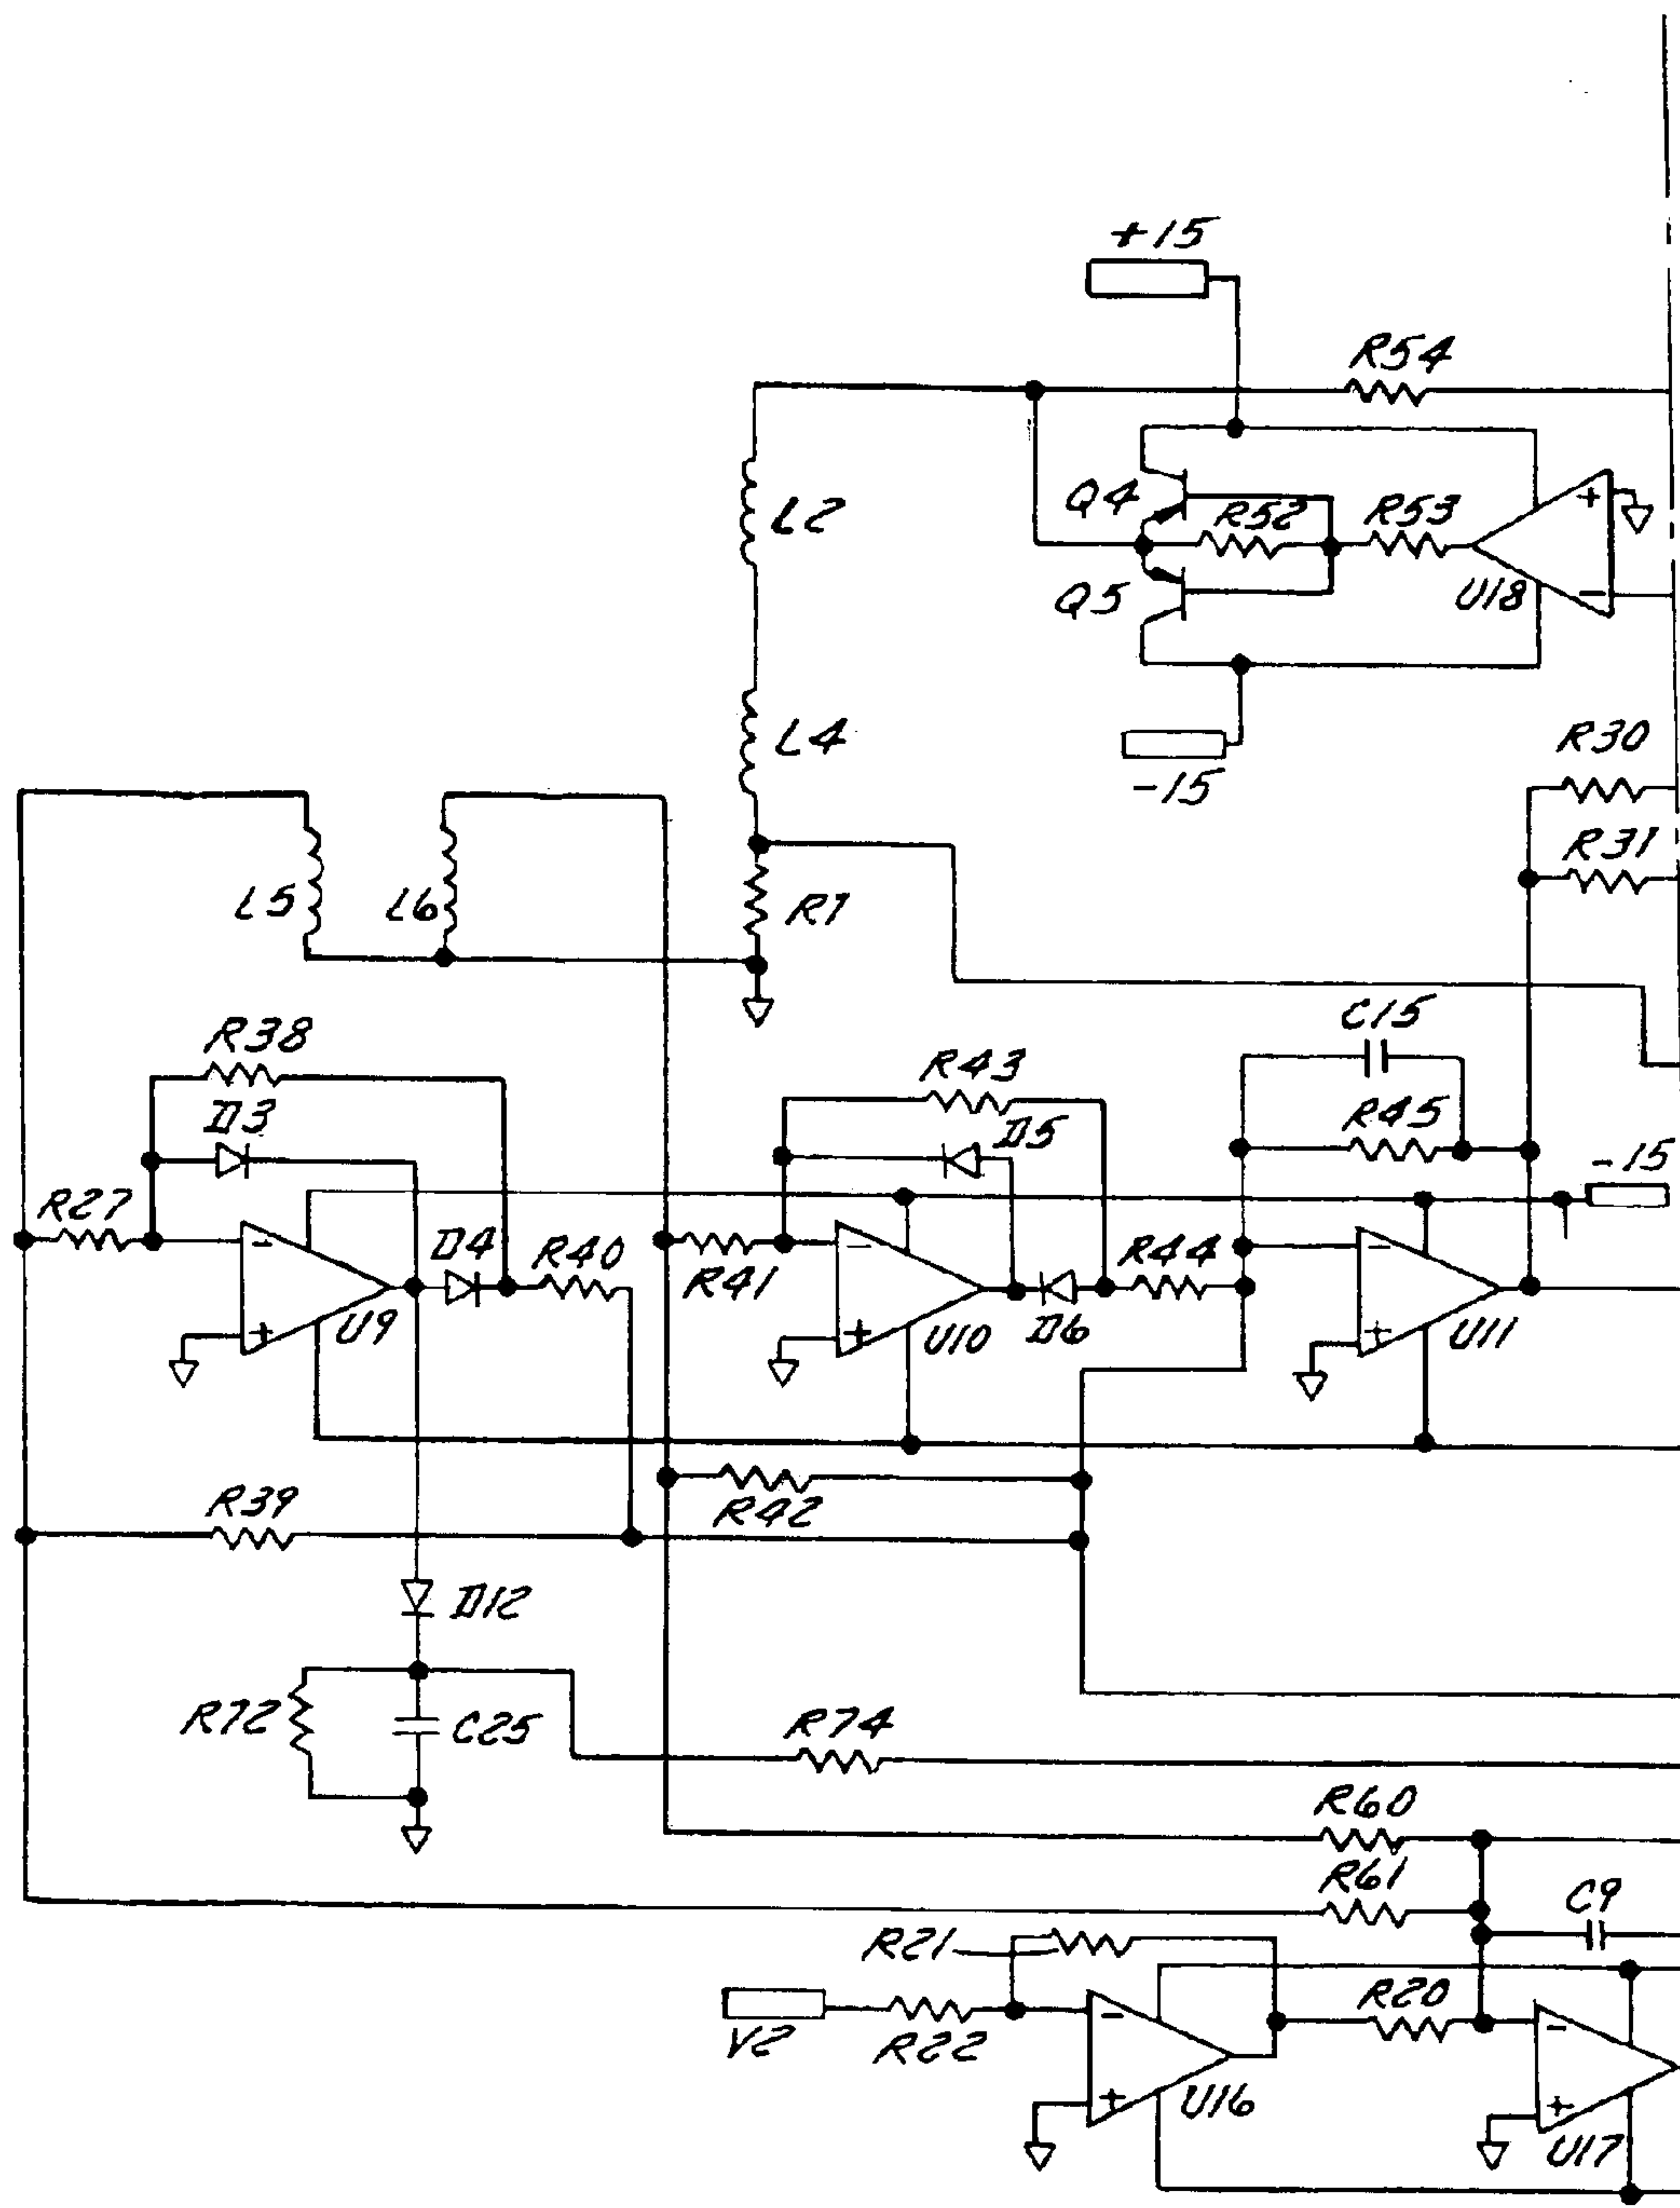 +15
R54
L2
Q4
R52
R53
+
Q5
U18
−
L4
R30
-15
R31
L5
L6
R1
C15
R38
R43
D3
D5
R45
-15
R27
−
D4
R40
R41
−
R44
−
+
U9
+
U10
D6
+
U11
R39
R42
D12
R72
C25
R74
R60
R61
C9
R21
R20
V2
R22
−
−
+
U16
+
U17